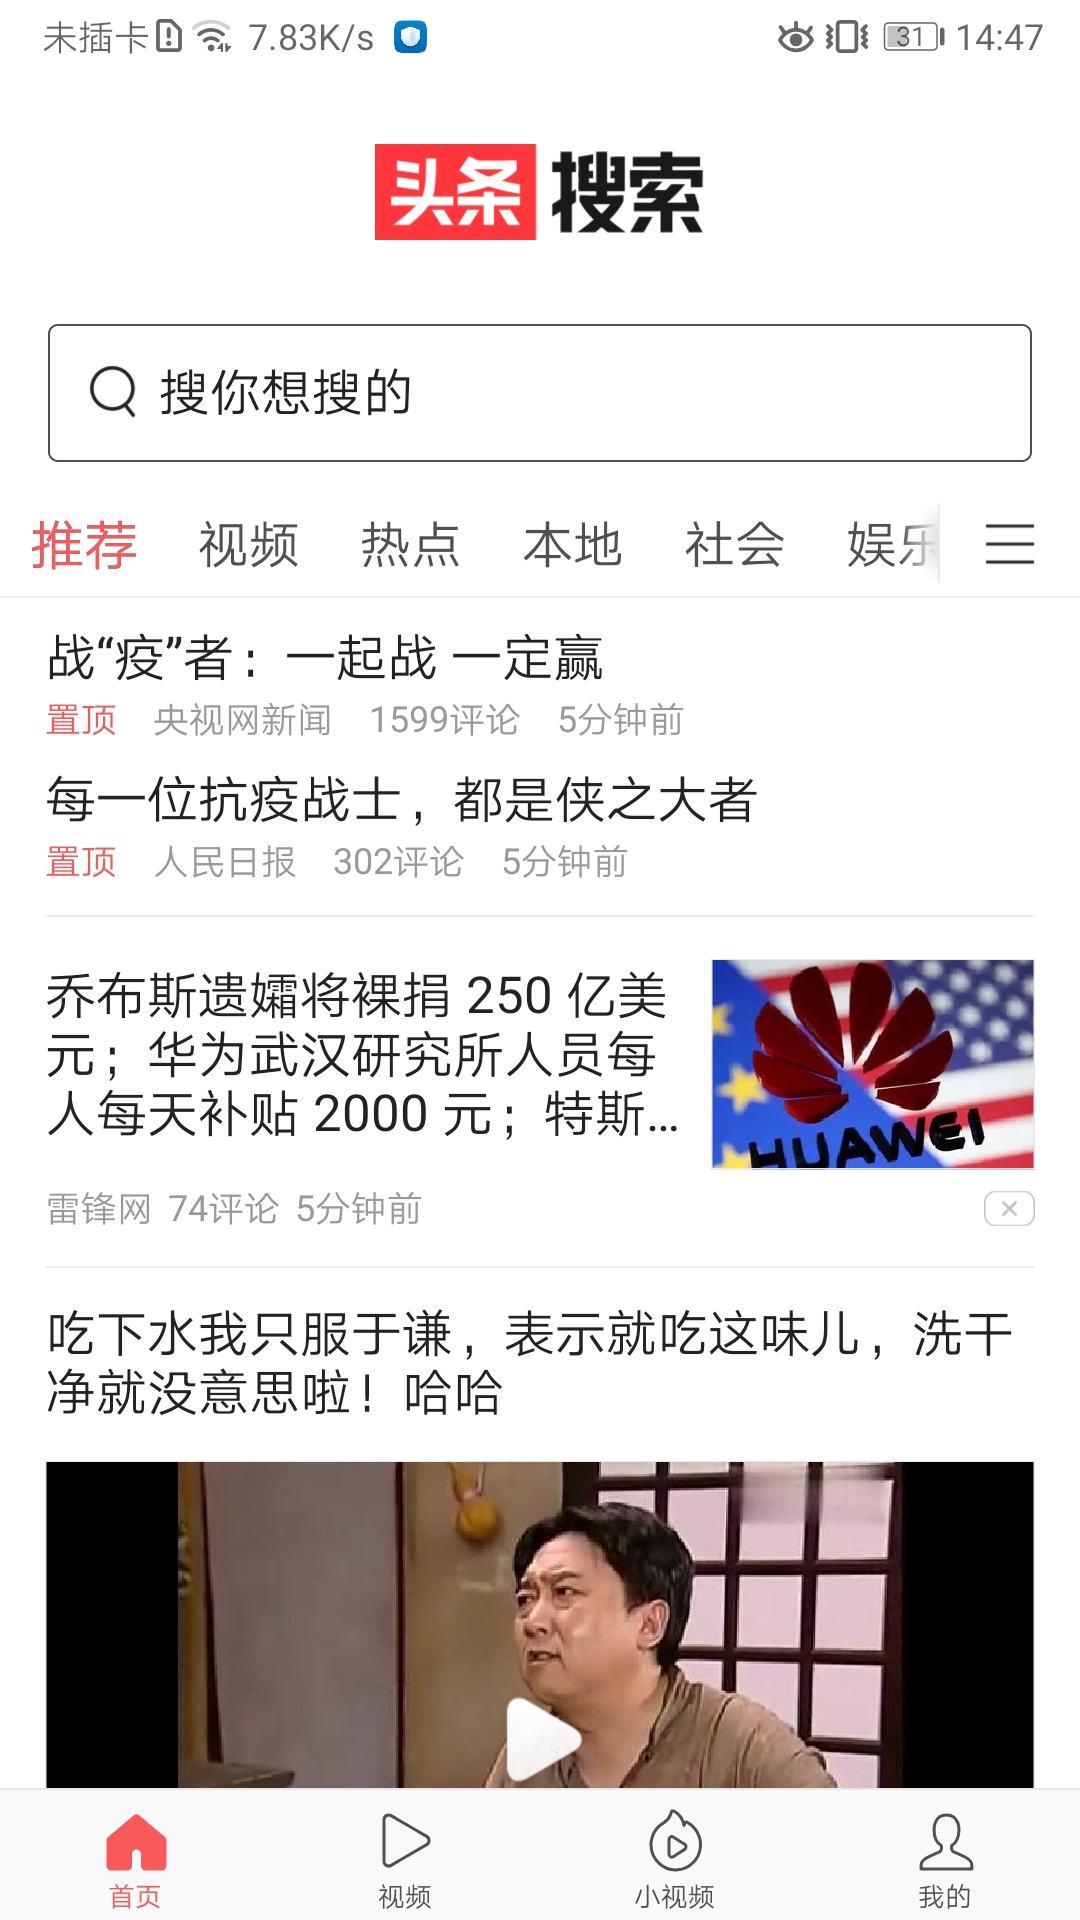 未插卡 7.83K/s 31 14:47
头条搜索
搜你想搜的
推荐 视频 热点 本地 社会 娱乐
战“疫”者：一起战 一定赢
置顶 央视网新闻 1599评论 5分钟前
每一位抗疫战士，都是侠之大者
置顶 人民日报 302评论 5分钟前
乔布斯遗孀将裸捐 250 亿美
元；华为武汉研究所人员每
人每天补贴 2000 元；特斯...
HUAWEI
雷锋网 74评论 5分钟前
吃下水我只服于谦，表示就吃这味儿，洗干
净就没意思啦！哈哈
首页 视频 小视频 我的